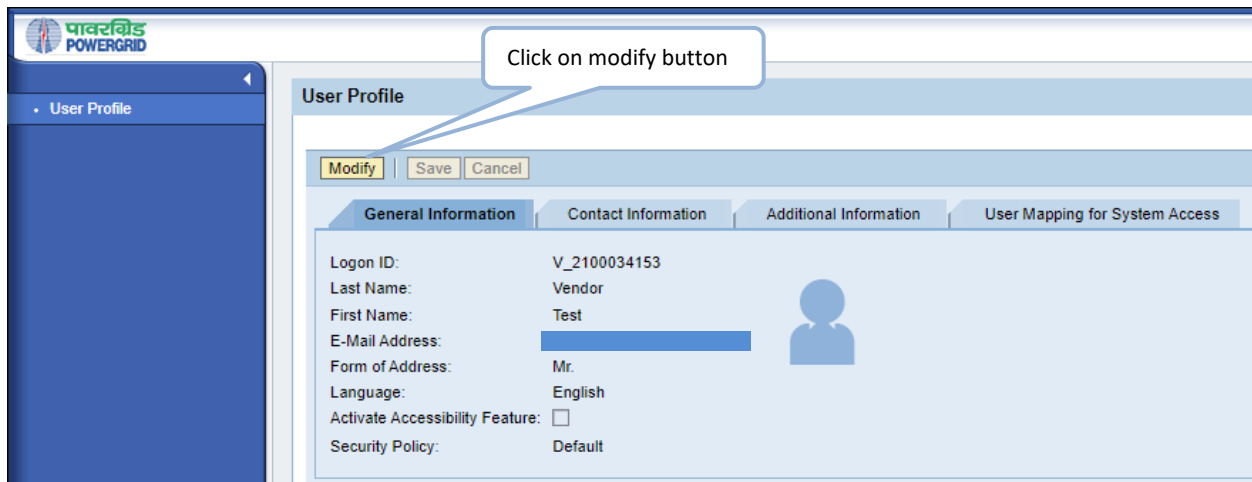 पावरग्रिड
POWERGRID
Click on modify button
User Profile
User Profile
Modify Save Cancel
General Information Contact Information Additional Information User Mapping for System Access
Logon ID: V_2100034153
Last Name: Vendor
First Name: Test
E-Mail Address:
Form of Address: Mr.
Language: English
Activate Accessibility Feature:
Security Policy: Default